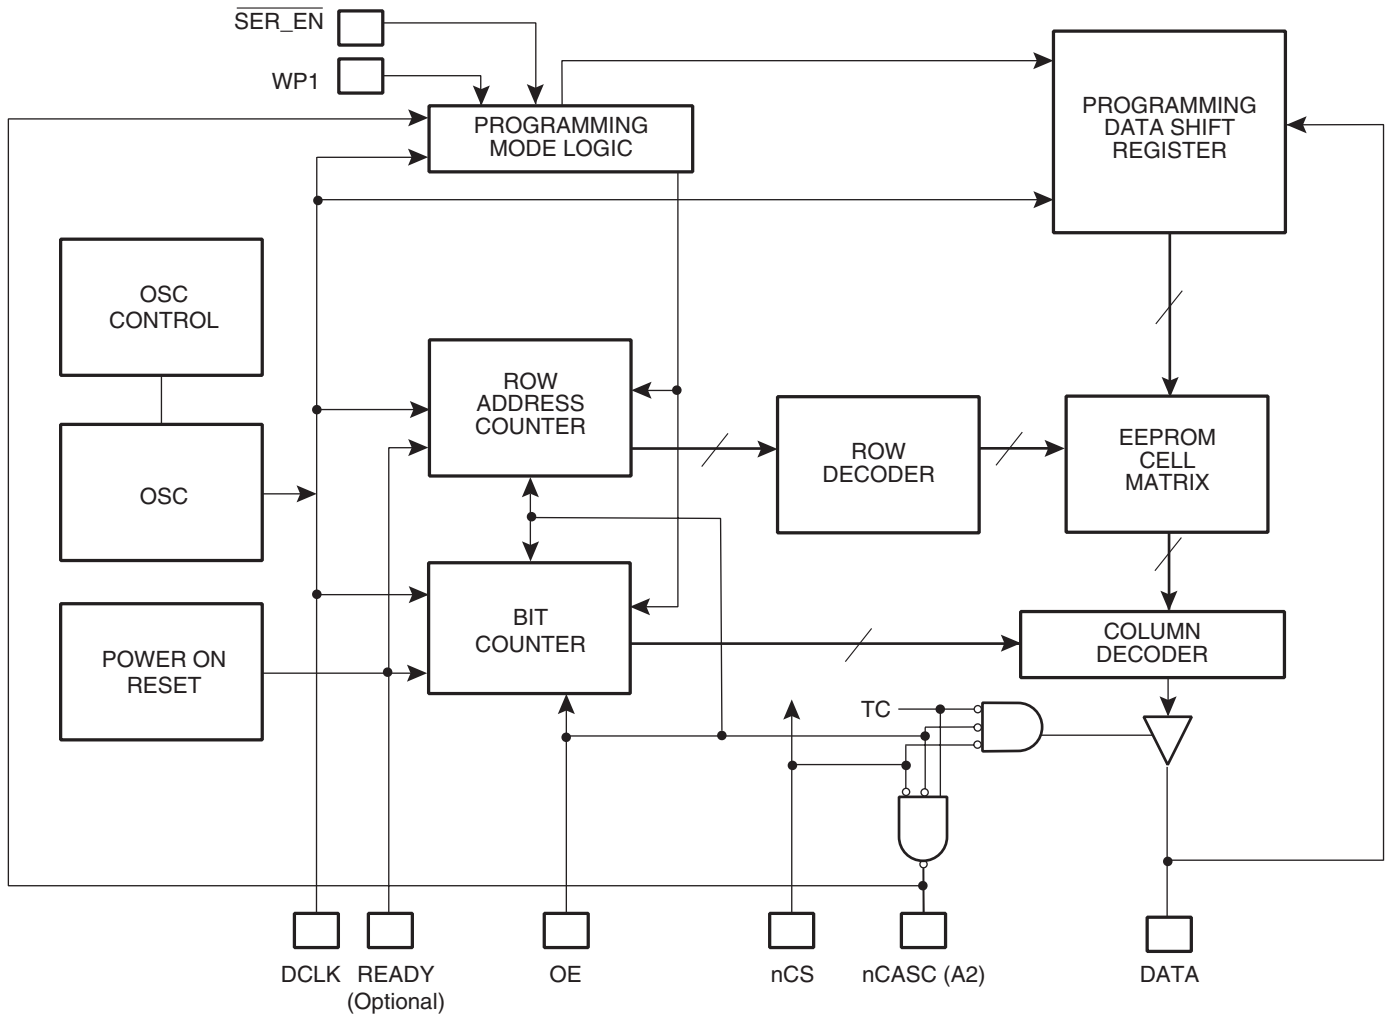 SER_EN
WP1
PROGRAMMING
MODE LOGIC
PROGRAMMING
DATA SHIFT
REGISTER
OSC
CONTROL
ROW
ADDRESS
COUNTER
ROW
DECODER
EEPROM
CELL
MATRIX
OSC
BIT
COUNTER
POWER ON
RESET
COLUMN
DECODER
TC
DCLK
READY
(Optional)
OE
nCS
nCASC (A2)
DATA